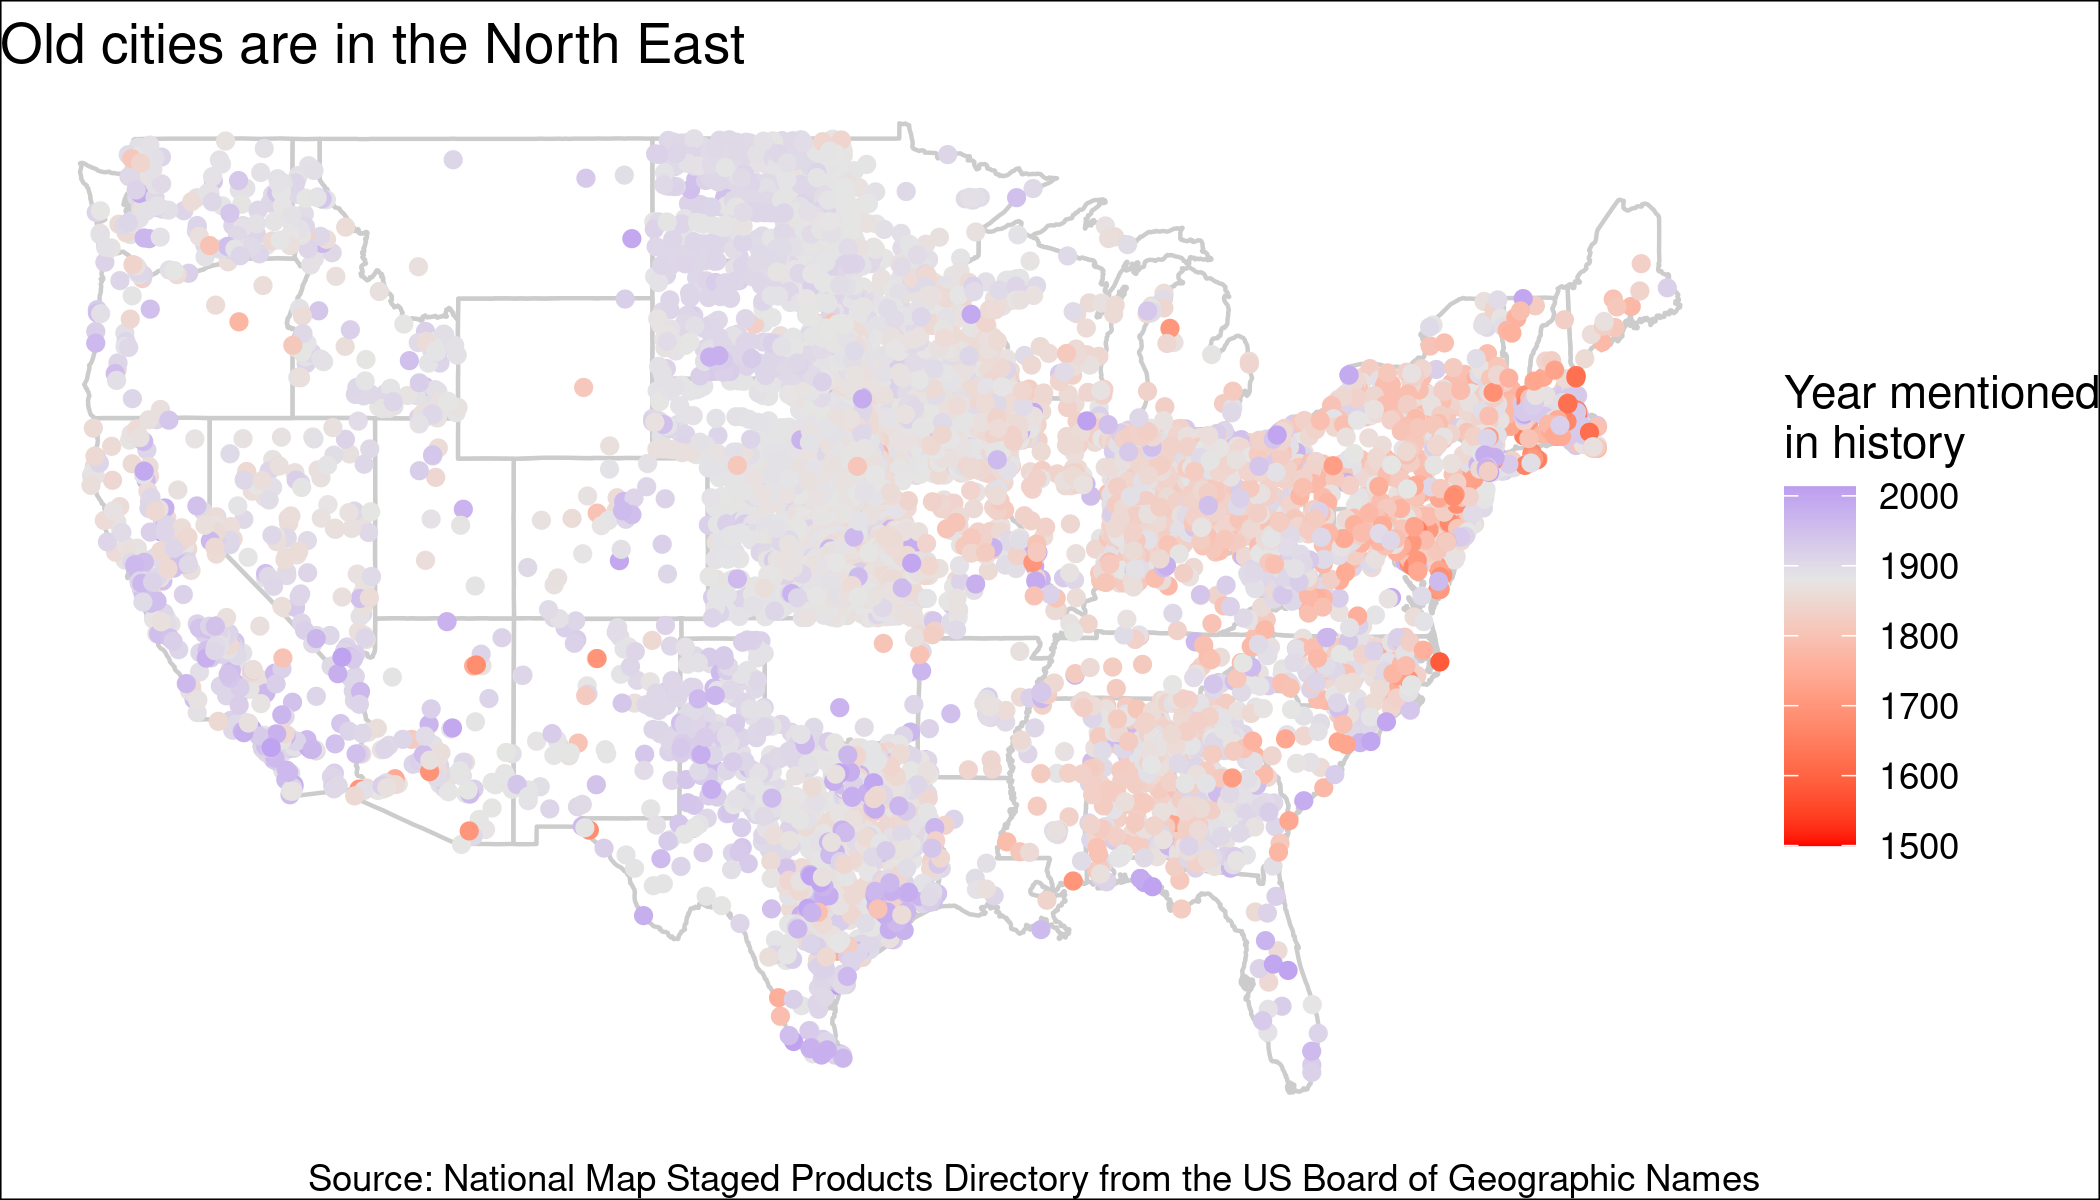 Old cities are in the North East
Year mentioned
in history
2000
1900
1800
1700
1600
1500
Source: National Map Staged Products Directory from the US Board of Geographic Names